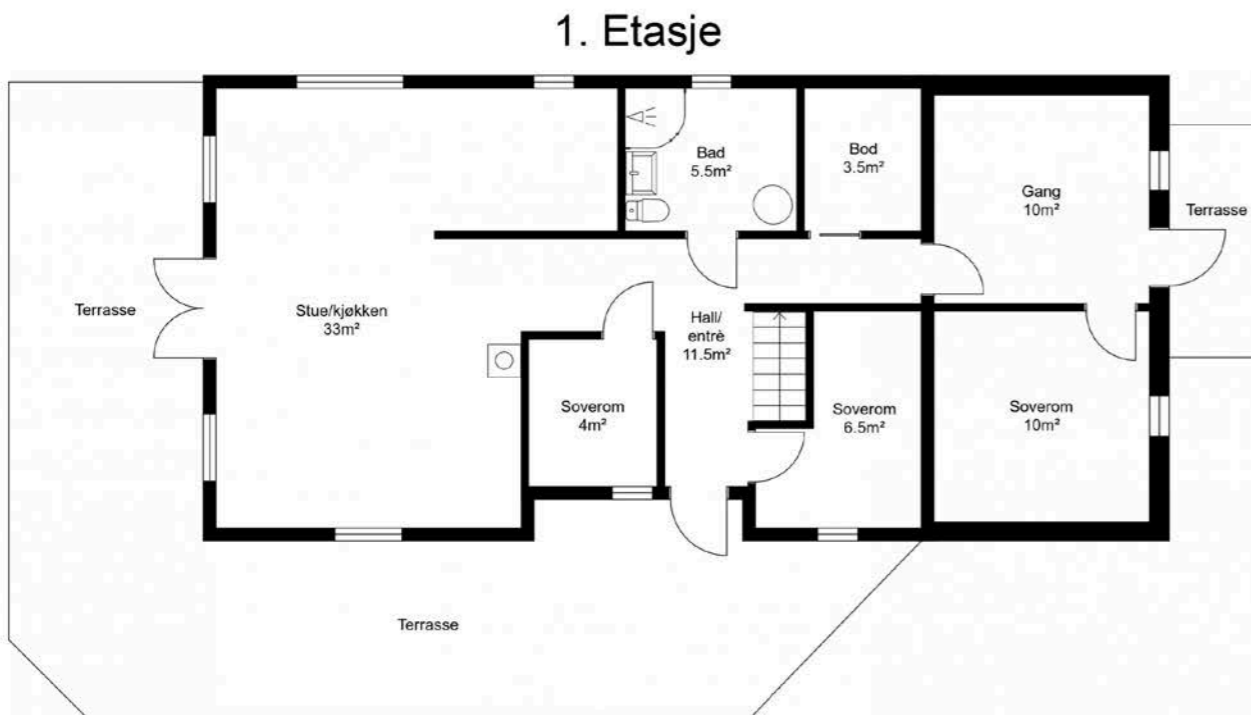 1. Etasje
Bad
5.5m²
Bod
3.5m²
Gang
10m²
Terrasse
Terrasse
Stue/kjøkken
33m²
Hall/
entrè
11.5m²
Soverom
4m²
Soverom
6.5m²
Soverom
10m²
Terrasse